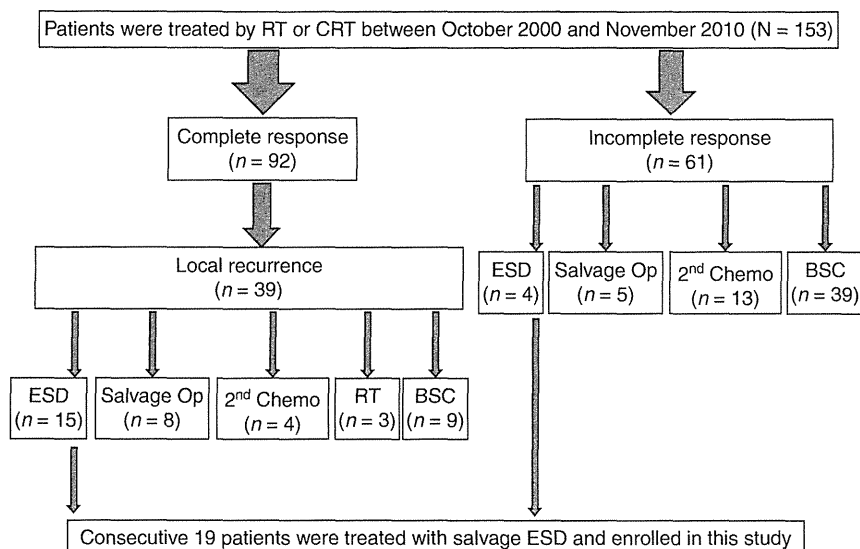 Patients were treated by RT or CRT between October 2000 and November 2010 (N = 153)
Complete response
(n = 92)
Incomplete response
(n = 61)
Local recurrence
(n = 39)
ESD
(n = 4)
Salvage Op
(n = 5)
2nd Chemo
(n = 13)
BSC
(n = 39)
ESD
(n = 15)
Salvage Op
(n = 8)
2nd Chemo
(n = 4)
RT
(n = 3)
BSC
(n = 9)
Consecutive 19 patients were treated with salvage ESD and enrolled in this study